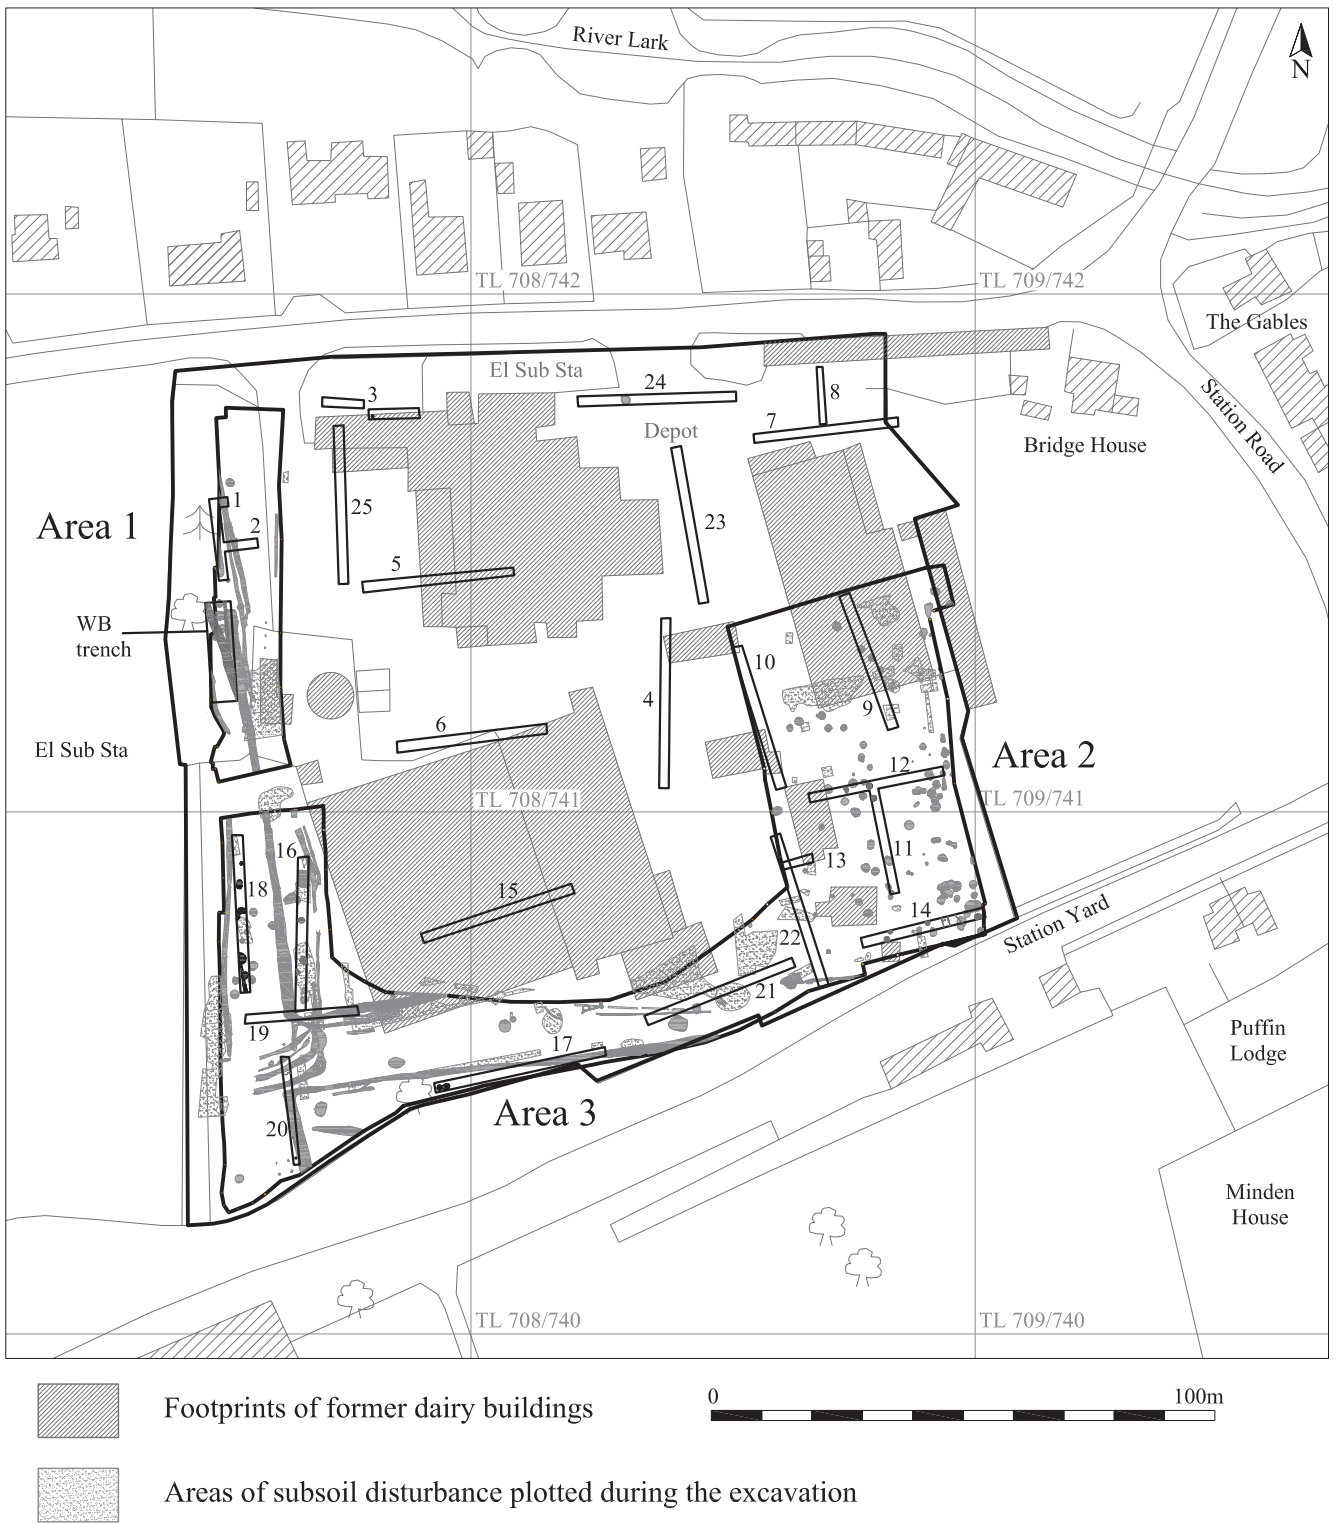 River Lark
N
TL 708/742
TL 709/742
The Gables
El Sub Sta
24
3
8
7
Depot
Station Road
Bridge House
1
Area 1
25
2
23
5
WB
trench
10
4
9
6
El Sub Sta
Area 2
12
TL 708/741
TL 709/741
16
13
11
18
15
14
Station Yard
22
21
19
17
Puffin
Lodge
Area 3
20
Minden
House
TL 708/740
TL 709/740
0
100m
Footprints of former dairy buildings
Areas of subsoil disturbance plotted during the excavation